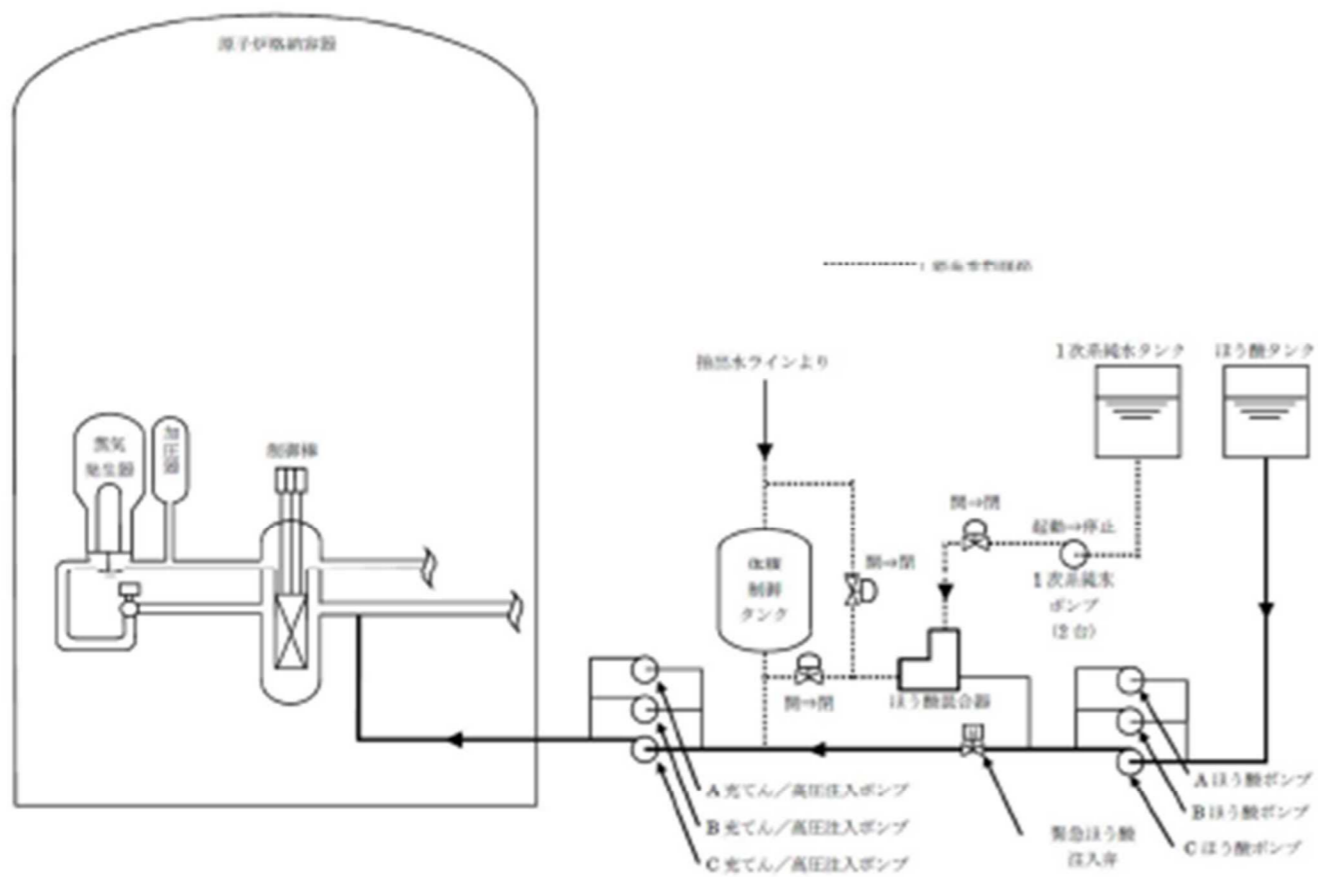 原子炉格納容器
抽出水ラインより
1次系純水タンク
ほう酸タンク
蒸気
発生器
加圧器
制御棒
体積
制御
タンク
開⇒閉
開⇒閉
起動⇒停止
1次系純水
ポンプ
(2台)
開⇒閉
ほう酸混合器
A充てん/高圧注入ポンプ
B充てん/高圧注入ポンプ
C充てん/高圧注入ポンプ
緊急ほう酸
注入弁
Aほう酸ポンプ
Bほう酸ポンプ
Cほう酸ポンプ